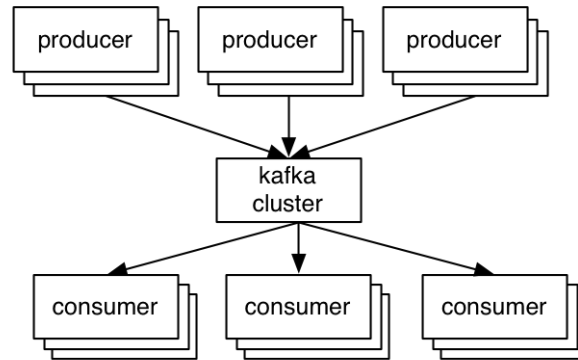 producer
producer
producer
kafka
cluster
consumer
consumer
consumer